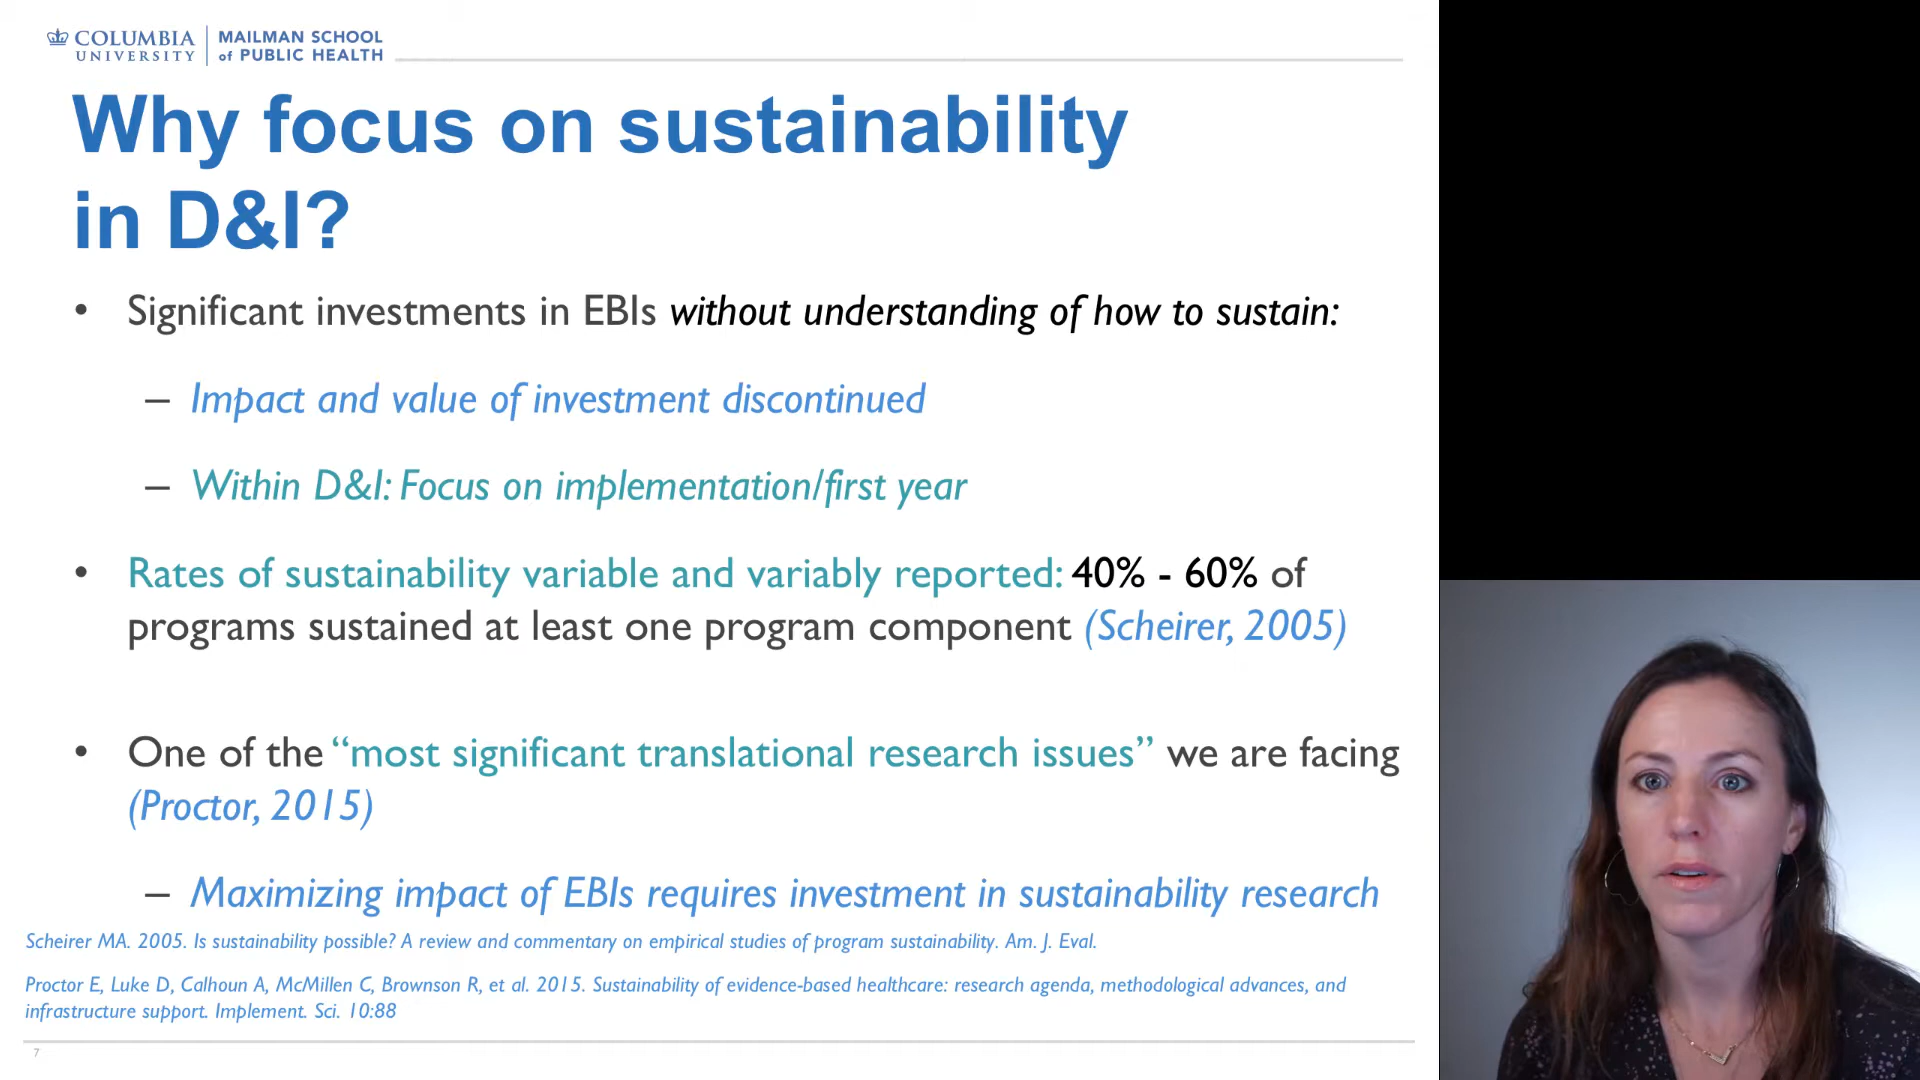 COLUMBIA UNIVERSITY
MAILMAN SCHOOL of PUBLIC HEALTH
Why focus on sustainability
in D&I?
• Significant investments in EBIs without understanding of how to sustain:
– Impact and value of investment discontinued
– Within D&I: Focus on implementation/first year
• Rates of sustainability variable and variably reported: 40% - 60% of
programs sustained at least one program component (Scheirer, 2005)
• One of the “most significant translational research issues” we are facing
(Proctor, 2015)
– Maximizing impact of EBIs requires investment in sustainability research
Scheirer MA. 2005. Is sustainability possible? A review and commentary on empirical studies of program sustainability. Am. J. Eval.
Proctor E, Luke D, Calhoun A, McMillen C, Brownson R, et al. 2015. Sustainability of evidence-based healthcare: research agenda, methodological advances, and
infrastructure support. Implement. Sci. 10:88
7